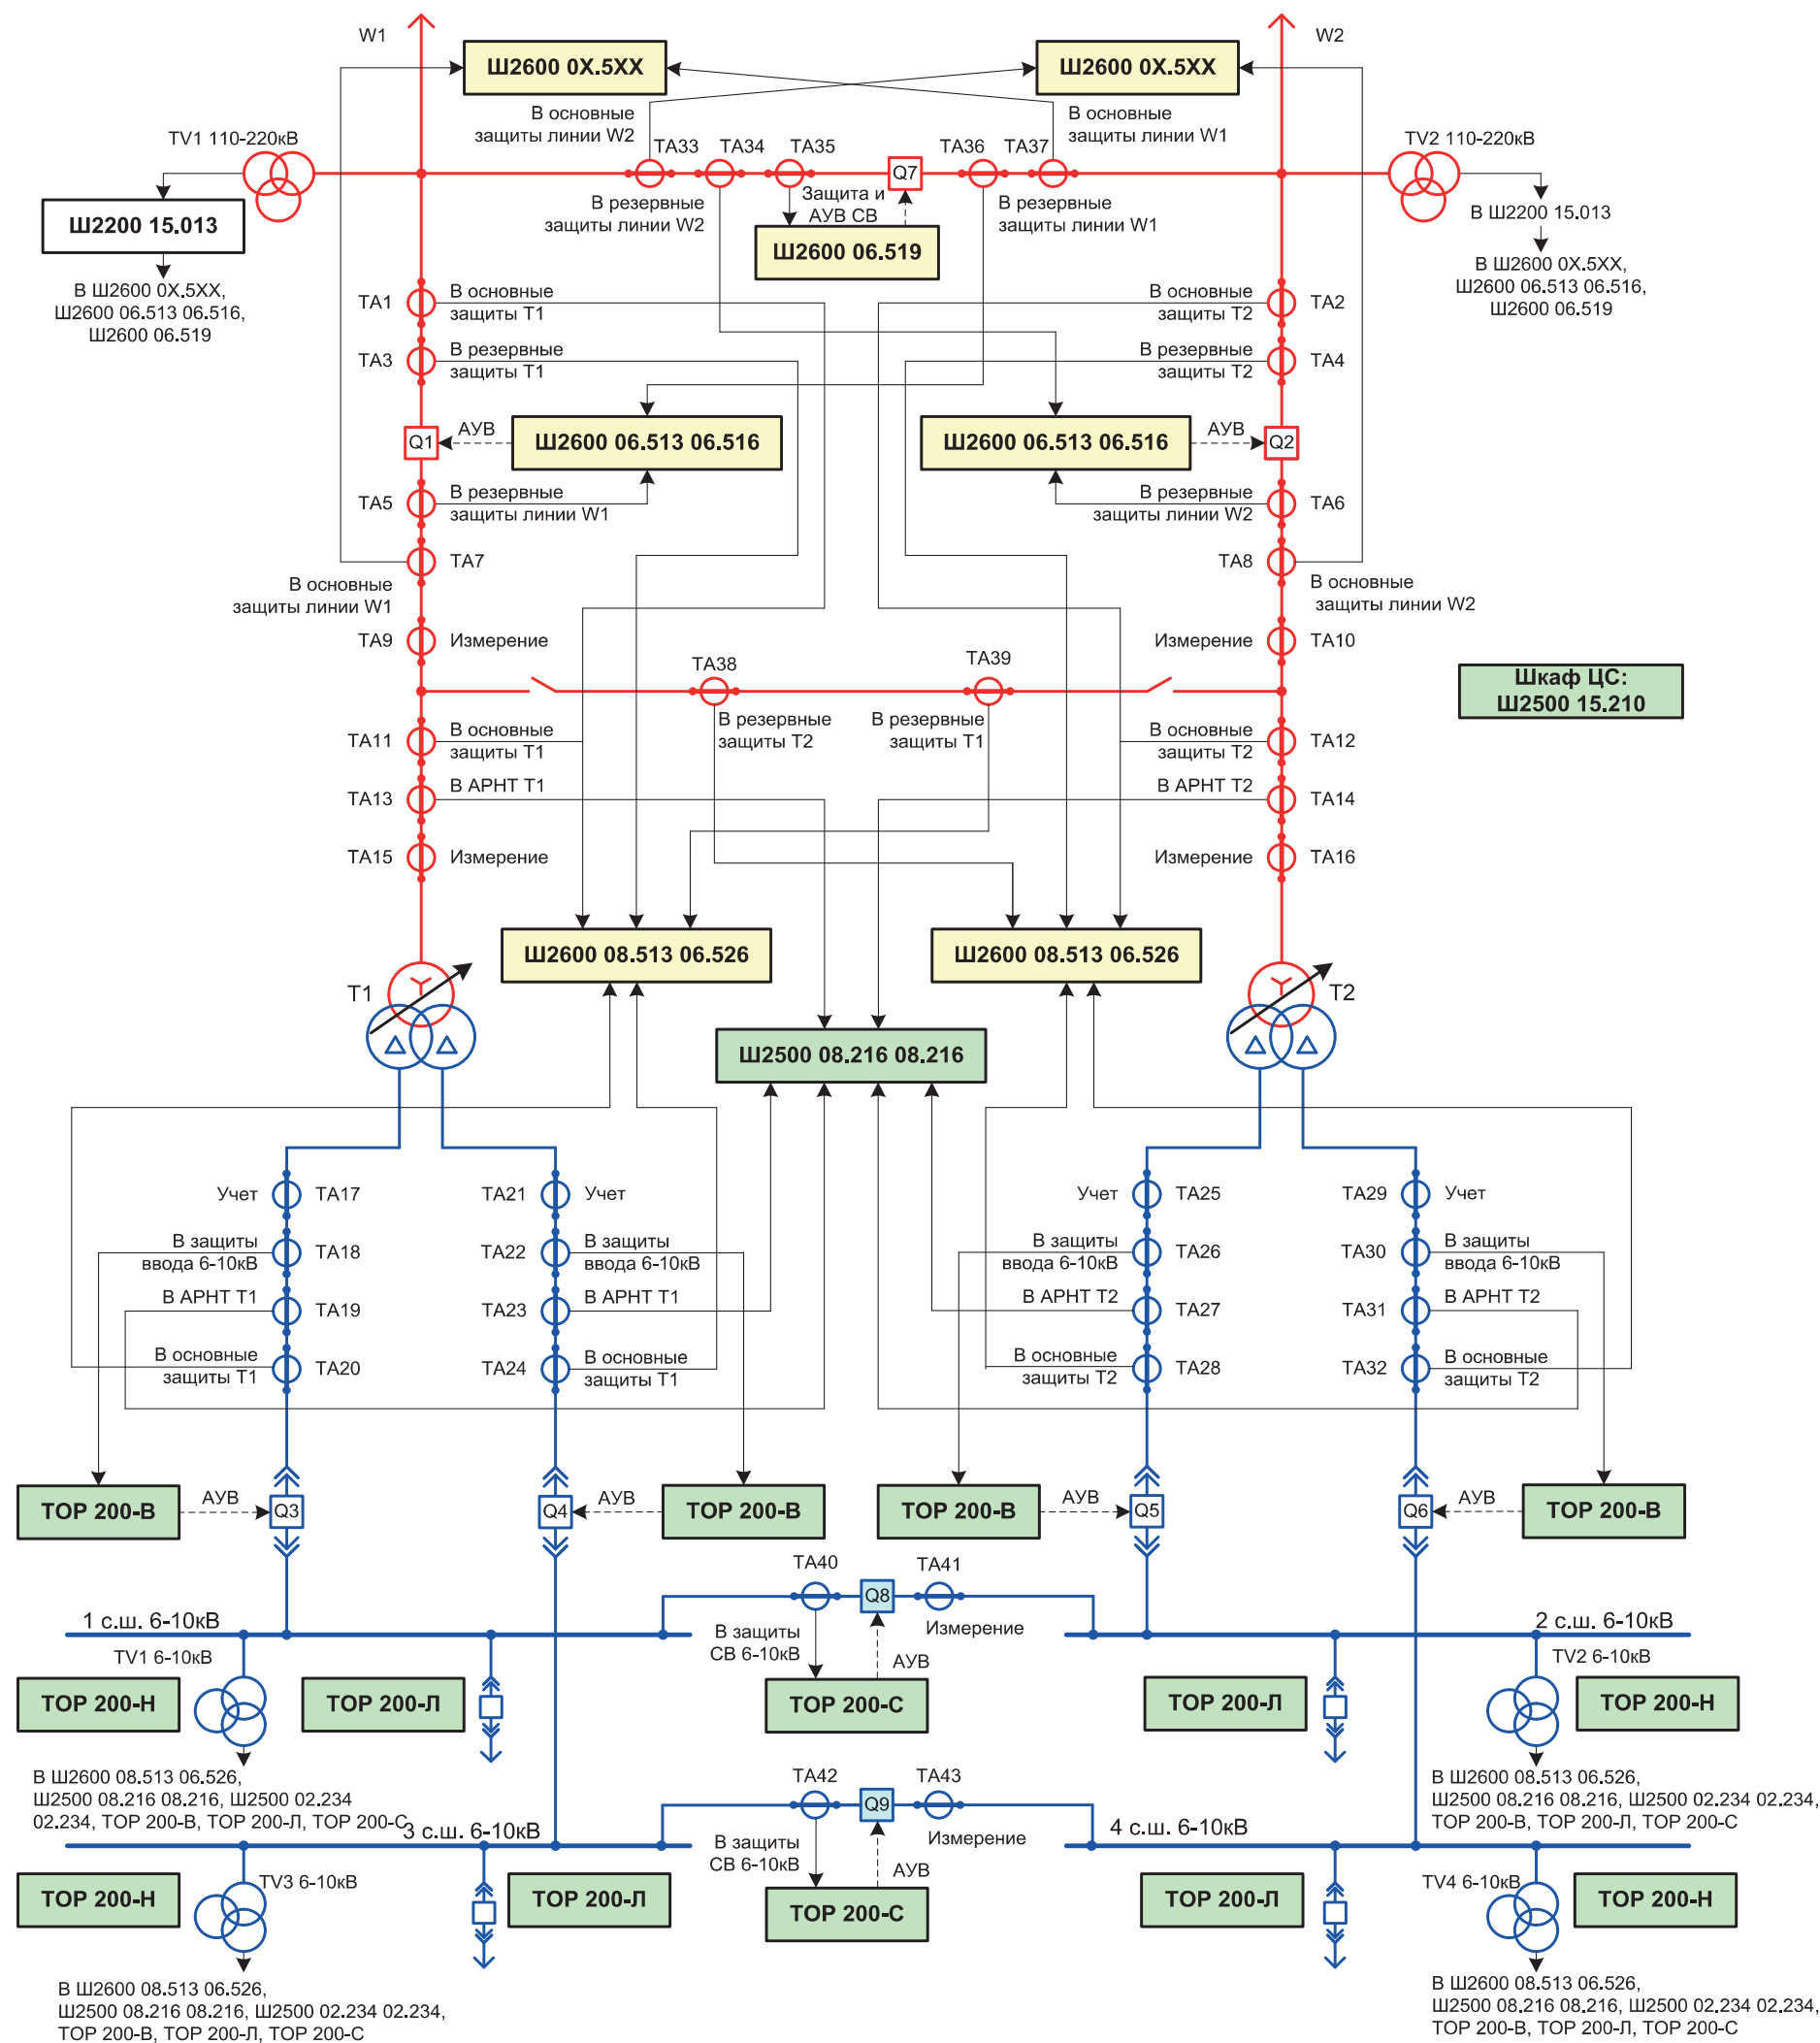 W1
W2
Ш2600 0X.5XX
Ш2600 0X.5XX
В основные
защиты линии W2
В основные
защиты линии W1
TV1 110-220кВ
TV2 110-220кВ
TA33
TA34
TA35
Q7
TA36
TA37
Защита и
АУВ СВ
В резервные
защиты линии W2
В резервные
защиты линии W1
Ш2200 15.013
В Ш2200 15.013
Ш2600 06.519
В Ш2600 0X.5XX,
Ш2600 06.513 06.516,
Ш2600 06.519
В Ш2600 0X.5XX,
Ш2600 06.513 06.516,
Ш2600 06.519
TA1
В основные
защиты Т1
В основные
защиты Т2
TA2
TA3
В резервные
защиты Т1
В резервные
защиты Т2
TA4
Q1
АУВ
Ш2600 06.513 06.516
Ш2600 06.513 06.516
АУВ
Q2
TA5
В резервные
защиты линии W1
В резервные
защиты линии W2
TA6
TA7
TA8
В основные
защиты линии W1
В основные
защиты линии W2
TA9
Измерение
Измерение
TA10
TA38
TA39
Шкаф ЦС:
Ш2500 15.210
В резервные
защиты Т2
В резервные
защиты Т1
TA11
В основные
защиты Т1
В основные
защиты Т2
TA12
TA13
В АРНТ Т1
В АРНТ Т2
TA14
TA15
Измерение
Измерение
TA16
Ш2600 08.513 06.526
Ш2600 08.513 06.526
T1
T2
Ш2500 08.216 08.216
Учет
TA17
TA21
Учет
Учет
TA25
TA29
Учет
В защиты
ввода 6-10кВ
TA18
TA22
В защиты
ввода 6-10кВ
В защиты
ввода 6-10кВ
TA26
TA30
В защиты
ввода 6-10кВ
В АРНТ Т1
TA19
TA23
В АРНТ Т1
В АРНТ Т2
TA27
TA31
В АРНТ Т2
В основные
защиты Т1
TA20
TA24
В основные
защиты Т1
В основные
защиты Т2
TA28
TA32
В основные
защиты Т2
ТОР 200-В
АУВ
Q3
Q4
АУВ
ТОР 200-В
ТОР 200-В
АУВ
Q5
Q6
АУВ
ТОР 200-В
TA40
Q8
TA41
1 с.ш. 6-10кВ
В защиты
СВ 6-10кВ
Измерение
2 с.ш. 6-10кВ
TV1 6-10кВ
АУВ
TV2 6-10кВ
ТОР 200-Н
ТОР 200-Л
ТОР 200-С
ТОР 200-Л
ТОР 200-Н
В Ш2600 08.513 06.526,
Ш2500 08.216 08.216, Ш2500 02.234
02.234, ТОР 200-В, ТОР 200-Л, ТОР 200-С
В Ш2600 08.513 06.526,
Ш2500 08.216 08.216, Ш2500 02.234 02.234,
ТОР 200-В, ТОР 200-Л, ТОР 200-С
TA42
Q9
TA43
3 с.ш. 6-10кВ
В защиты
СВ 6-10кВ
Измерение
4 с.ш. 6-10кВ
TV3 6-10кВ
АУВ
TV4 6-10кВ
ТОР 200-Н
ТОР 200-Л
ТОР 200-С
ТОР 200-Л
ТОР 200-Н
В Ш2600 08.513 06.526,
Ш2500 08.216 08.216, Ш2500 02.234 02.234,
ТОР 200-В, ТОР 200-Л, ТОР 200-С
В Ш2600 08.513 06.526,
Ш2500 08.216 08.216, Ш2500 02.234 02.234,
ТОР 200-В, ТОР 200-Л, ТОР 200-С